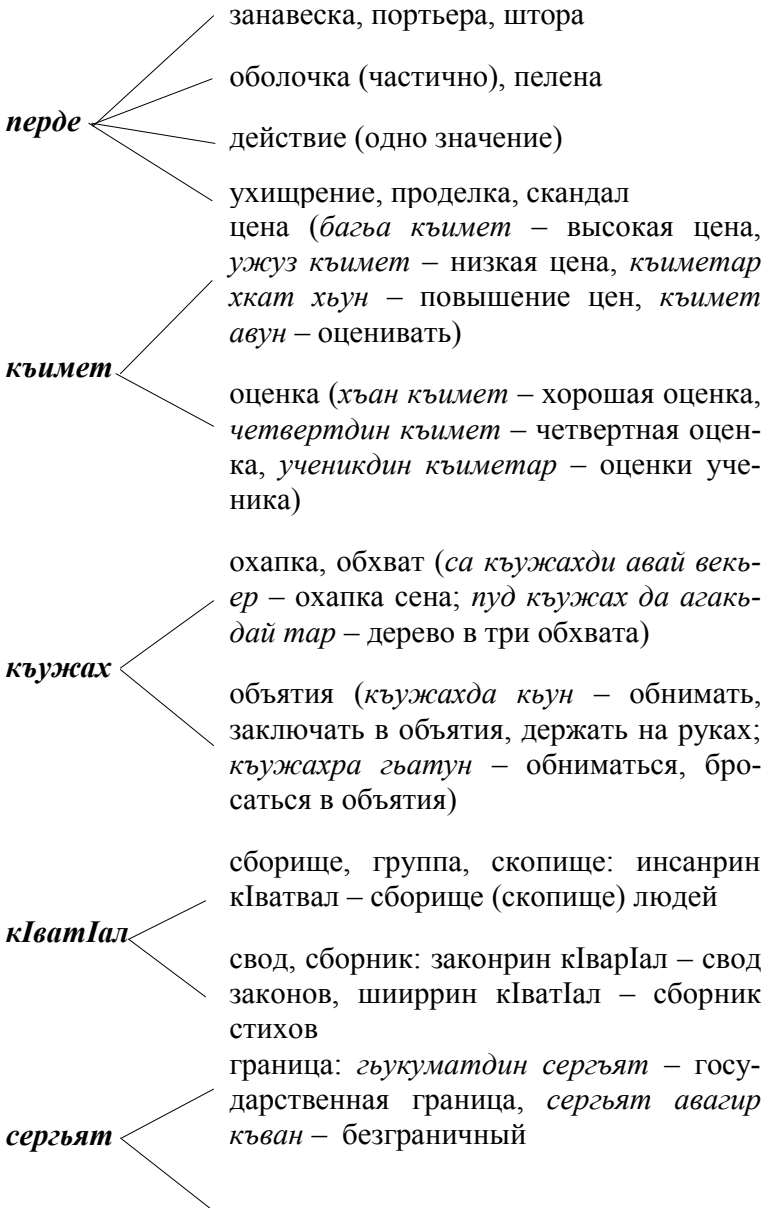 занавеска, портьера, штора
оболочка (частично), пелена
перде
действие (одно значение)
ухищрение, проделка, скандал
цена (багьа къимет – высокая цена,
ужуз къимет – низкая цена, къиметар
хкат хьун – повышение цен, къимет
авун – оценивать)
къимет
оценка (хъан къимет – хорошая оценка,
четвертдин къимет – четвертная оцен-
ка, ученикдин къиметар – оценки уче-
ника)
охапка, обхват (са къужахди авай векь-
ер – охапка сена; пуд къужах да агакь-
дай тар – дерево в три обхвата)
къужах
объятия (къужахда кьун – обнимать,
заключать в объятия, держать на руках;
къужахра гьатун – обниматься, бро-
саться в объятия)
сборище, группа, скопище: инсанрин
кIватвал – сборище (скопище) людей
кIватIал
свод, сборник: законрин кIварIал – свод
законов, шииррин кIватIал – сборник
стихов
граница: гьукуматдин сергъят – госу-
дарственная граница, сергьят авагир
къван – безграничный
сергьят